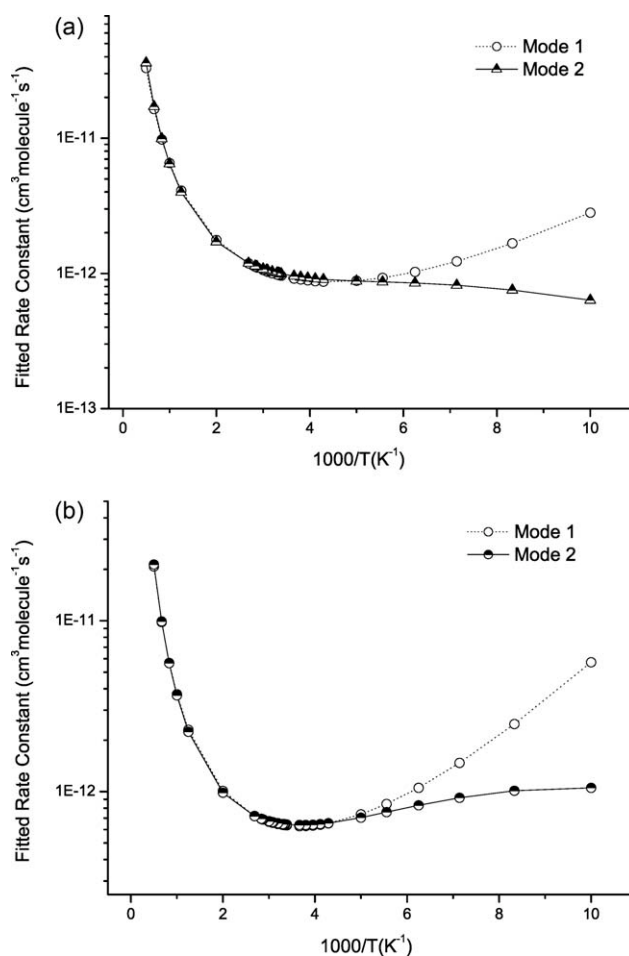 (a)
Mode 1
Mode 2
Fitted Rate Constant (cm³molecule⁻¹s⁻¹)
1E-11
1E-12
1E-13
0 2 4 6 8 10
1000/T(K⁻¹)
(b)
Mode 1
Mode 2
Fitted Rate Constant (cm³molecule⁻¹s⁻¹)
1E-11
1E-12
0 2 4 6 8 10
1000/T(K⁻¹)